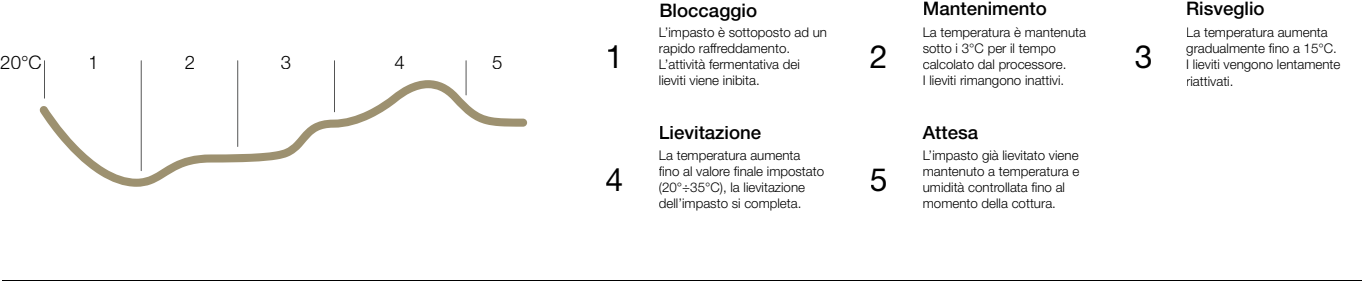 20°C 1 2 3 4 5
1
Bloccaggio
L'impasto è sottoposto ad un
rapido raffreddamento.
L'attività fermentativa dei
lieviti viene inibita.
2
Mantenimento
La temperatura è mantenuta
sotto i 3°C per il tempo
calcolato dal processore.
I lieviti rimangono inattivi.
3
Risveglio
La temperatura aumenta
gradualmente fino a 15°C.
I lieviti vengono lentamente
riattivati.
4
Lievitazione
La temperatura aumenta
fino al valore finale impostato
(20°÷35°C), la lievitazione
dell'impasto si completa.
5
Attesa
L'impasto già lievitato viene
mantenuto a temperatura e
umidità controllata fino al
momento della cottura.